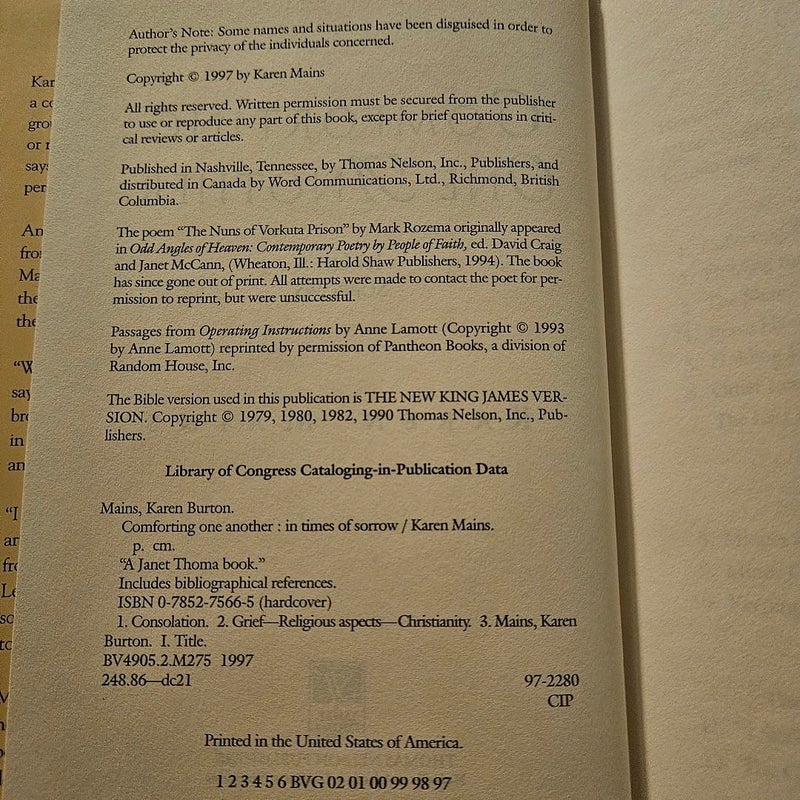 Author's Note: Some names and situations have been disguised in order to
protect the privacy of the individuals concerned.
Copyright © 1997 by Karen Mains
All rights reserved. Written permission must be secured from the publisher
to use or reproduce any part of this book, except for brief quotations in criti-
cal reviews or articles.
Published in Nashville, Tennessee, by Thomas Nelson, Inc., Publishers, and
distributed in Canada by Word Communications, Ltd., Richmond, British
Columbia.
The poem “The Nuns of Vorkuta Prison” by Mark Rozema originally appeared
in Odd Angles of Heaven: Contemporary Poetry by People of Faith, ed. David Craig
and Janet McCann, (Wheaton, Ill.: Harold Shaw Publishers, 1994). The book
has since gone out of print. All attempts were made to contact the poet for per-
mission to reprint, but were unsuccessful.
Passages from Operating Instructions by Anne Lamott (Copyright © 1993
by Anne Lamott) reprinted by permission of Pantheon Books, a division of
Random House, Inc.
The Bible version used in this publication is THE NEW KING JAMES VER-
SION. Copyright © 1979, 1980, 1982, 1990 Thomas Nelson, Inc., Pub-
lishers.
Library of Congress Cataloging-in-Publication Data
Mains, Karen Burton.
Comforting one another : in times of sorrow / Karen Mains.
p. cm.
“A Janet Thoma book.”
Includes bibliographical references.
ISBN 0-7852-7566-5 (hardcover)
1. Consolation. 2. Grief—Religious aspects—Christianity. 3. Mains, Karen
Burton. I. Title.
BV4905.2.M275 1997
248.86—dc21 97-2280
CIP
Printed in the United States of America.
1 2 3 4 5 6 BVG 02 01 00 99 98 97